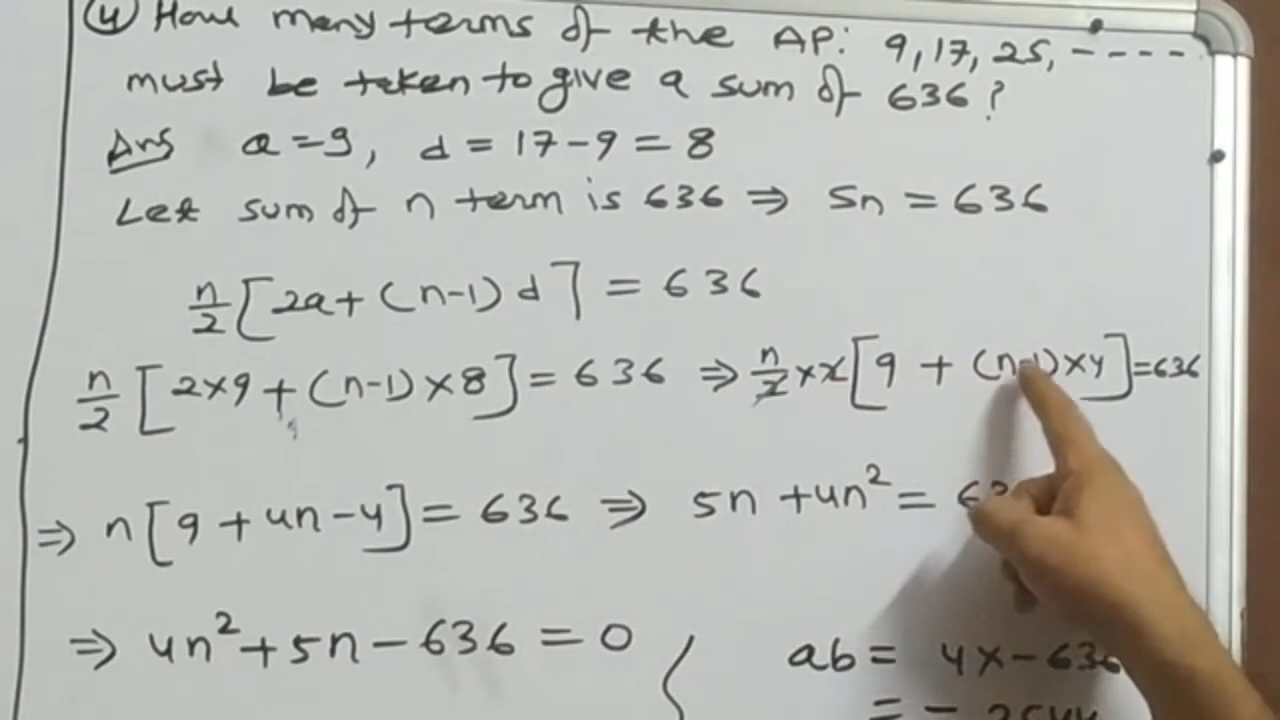 (4) How many terms of the AP: 9, 17, 25, ----
must be taken to give a sum of 636?
Ans a = 9, d = 17 - 9 = 8
Let sum of n term is 636 ⇒ Sn = 636
n/2 [2a + (n-1) d] = 636
n/2 [2×9 + (n-1) × 8] = 636 ⇒ n/2 × 2 [9 + (n-1) × 4] = 636
⇒ n [9 + 4n - 4] = 636 ⇒ 5n + 4n² =
⇒ 4n² + 5n - 636 = 0
ab = 4 × - 636
= - 2544